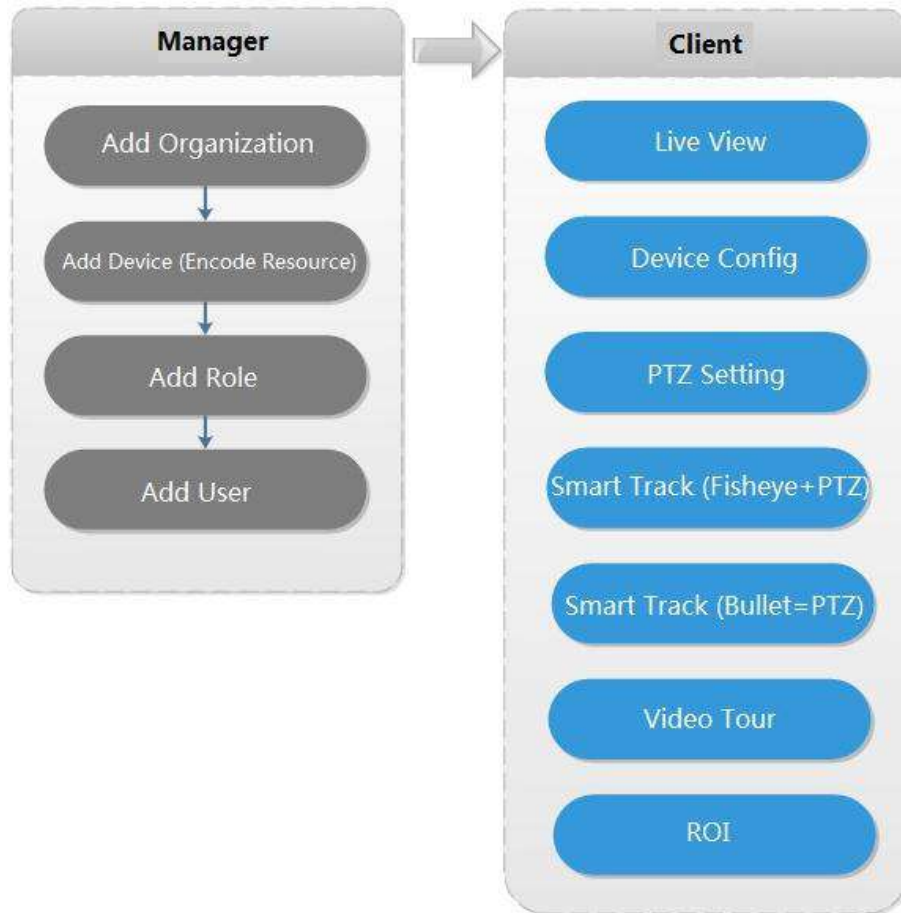 Manager
Add Organization
Add Device (Encode Resource)
Add Role
Add User
Client
Live View
Device Config
PTZ Setting
Smart Track (Fisheye+PTZ)
Smart Track (Bullet=PTZ)
Video Tour
ROI